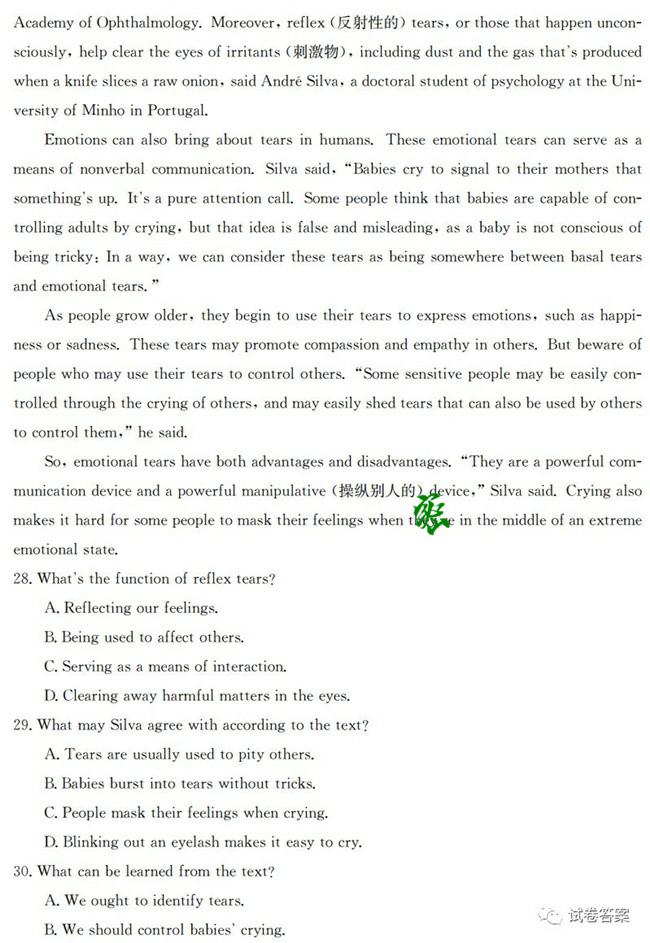 Academy of Ophthalmology. Moreover, reflex (反射性的) tears, or those that happen uncon-
sciously, help clear the eyes of irritants (刺激物), including dust and the gas that's produced
when a knife slices a raw onion, said André Silva, a doctoral student of psychology at the Uni-
versity of Minho in Portugal.
Emotions can also bring about tears in humans. These emotional tears can serve as a
means of nonverbal communication. Silva said, “Babies cry to signal to their mothers that
something's up. It's a pure attention call. Some people think that babies are capable of con-
trolling adults by crying, but that idea is false and misleading, as a baby is not conscious of
being tricky: In a way, we can consider these tears as being somewhere between basal tears
and emotional tears.”
As people grow older, they begin to use their tears to express emotions, such as happi-
ness or sadness. These tears may promote compassion and empathy in others. But beware of
people who may use their tears to control others. “Some sensitive people may be easily con-
trolled through the crying of others, and may easily shed tears that can also be used by others
to control them,” he said.
So, emotional tears have both advantages and disadvantages. “They are a powerful com-
munication device and a powerful manipulative (操纵别人的) device,” Silva said. Crying also
makes it hard for some people to mask their feelings when in the middle of an extreme
emotional state.
28. What's the function of reflex tears?
A. Reflecting our feelings.
B. Being used to affect others.
C. Serving as a means of interaction.
D. Clearing away harmful matters in the eyes.
29. What may Silva agree with according to the text?
A. Tears are usually used to pity others.
B. Babies burst into tears without tricks.
C. People mask their feelings when crying.
D. Blinking out an eyelash makes it easy to cry.
30. What can be learned from the text?
A. We ought to identify tears.
B. We should control babies' crying.
试卷答案